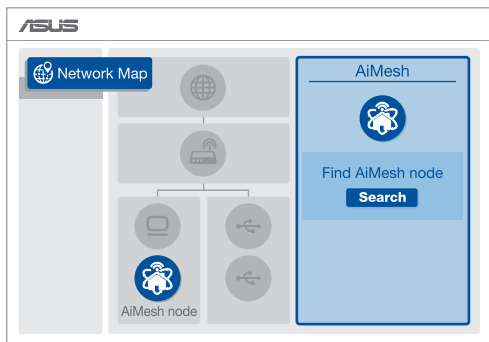 ASUS
Network Map
AiMesh
Find AiMesh node
Search
AiMesh node